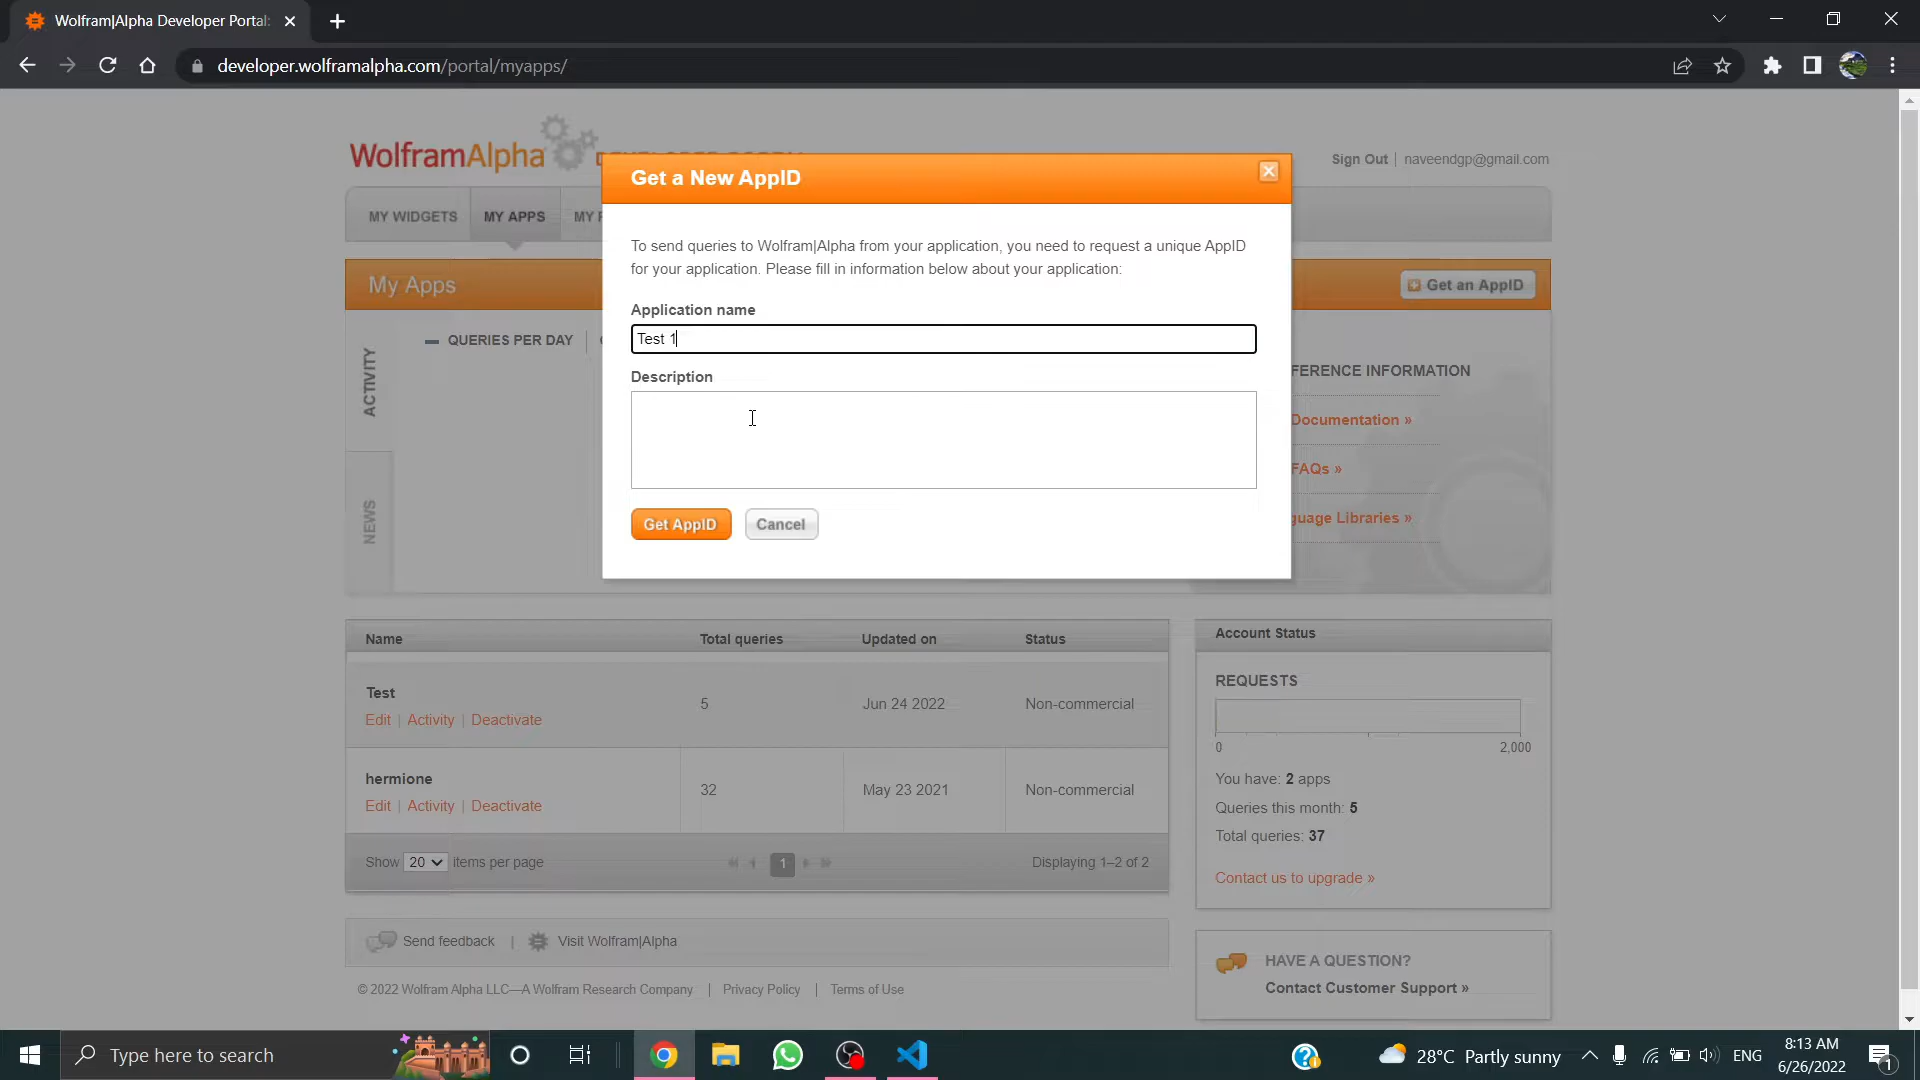 Wolfram|Alpha Developer Portal:
developer.wolframalpha.com/portal/myapps/
WolframAlpha
Sign Out | naveendgp@gmail.com
MY WIDGETS
MY APPS
Get a New AppID
To send queries to Wolfram|Alpha from your application, you need to request a unique AppID
for your application. Please fill in information below about your application:
Application name
Test 1
Description
Get AppID
Cancel
My Apps
Get an AppID
QUERIES PER DAY
ACTIVITY
NEWS
FERENCE INFORMATION
Documentation »
FAQs »
guage Libraries »
Name Total queries Updated on Status
Test
5 Jun 24 2022 Non-commercial
Edit | Activity | Deactivate
hermione
32 May 23 2021 Non-commercial
Edit | Activity | Deactivate
Show 20 items per page 1 Displaying 1–2 of 2
Account Status
REQUESTS
0 2,000
You have: 2 apps
Queries this month: 5
Total queries: 37
Contact us to upgrade »
Send feedback | Visit Wolfram|Alpha
HAVE A QUESTION?
Contact Customer Support »
© 2022 Wolfram Alpha LLC—A Wolfram Research Company | Privacy Policy | Terms of Use
Type here to search
28°C Partly sunny
ENG
8:13 AM
6/26/2022
1